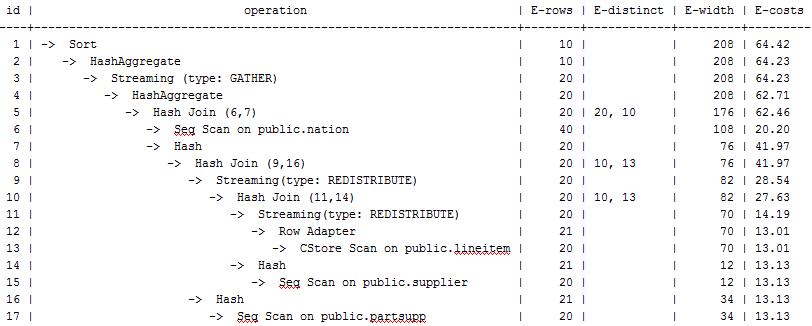 id | operation | E-rows | E-distinct | E-width | E-costs
----+----------------------------------------------------------+--------+------------+---------+---------
1 | -> Sort | 10 | | 208 | 64.42
2 | -> HashAggregate | 10 | | 208 | 64.23
3 | -> Streaming (type: GATHER) | 20 | | 208 | 64.23
4 | -> HashAggregate | 20 | | 208 | 62.71
5 | -> Hash Join (6,7) | 20 | 20, 10 | 176 | 62.46
6 | -> Seq Scan on public.nation | 40 | | 108 | 20.20
7 | -> Hash | 20 | | 76 | 41.97
8 | -> Hash Join (9,16) | 20 | 10, 13 | 76 | 41.97
9 | -> Streaming(type: REDISTRIBUTE) | 20 | | 82 | 28.54
10 | -> Hash Join (11,14) | 20 | 10, 13 | 82 | 27.63
11 | -> Streaming(type: REDISTRIBUTE) | 20 | | 70 | 14.19
12 | -> Row Adapter | 21 | | 70 | 13.01
13 | -> CStore Scan on public.lineitem | 20 | | 70 | 13.01
14 | -> Hash | 21 | | 12 | 13.13
15 | -> Seq Scan on public.supplier | 20 | | 12 | 13.13
16 | -> Hash | 21 | | 34 | 13.13
17 | -> Seq Scan on public.partsupp | 20 | | 34 | 13.13